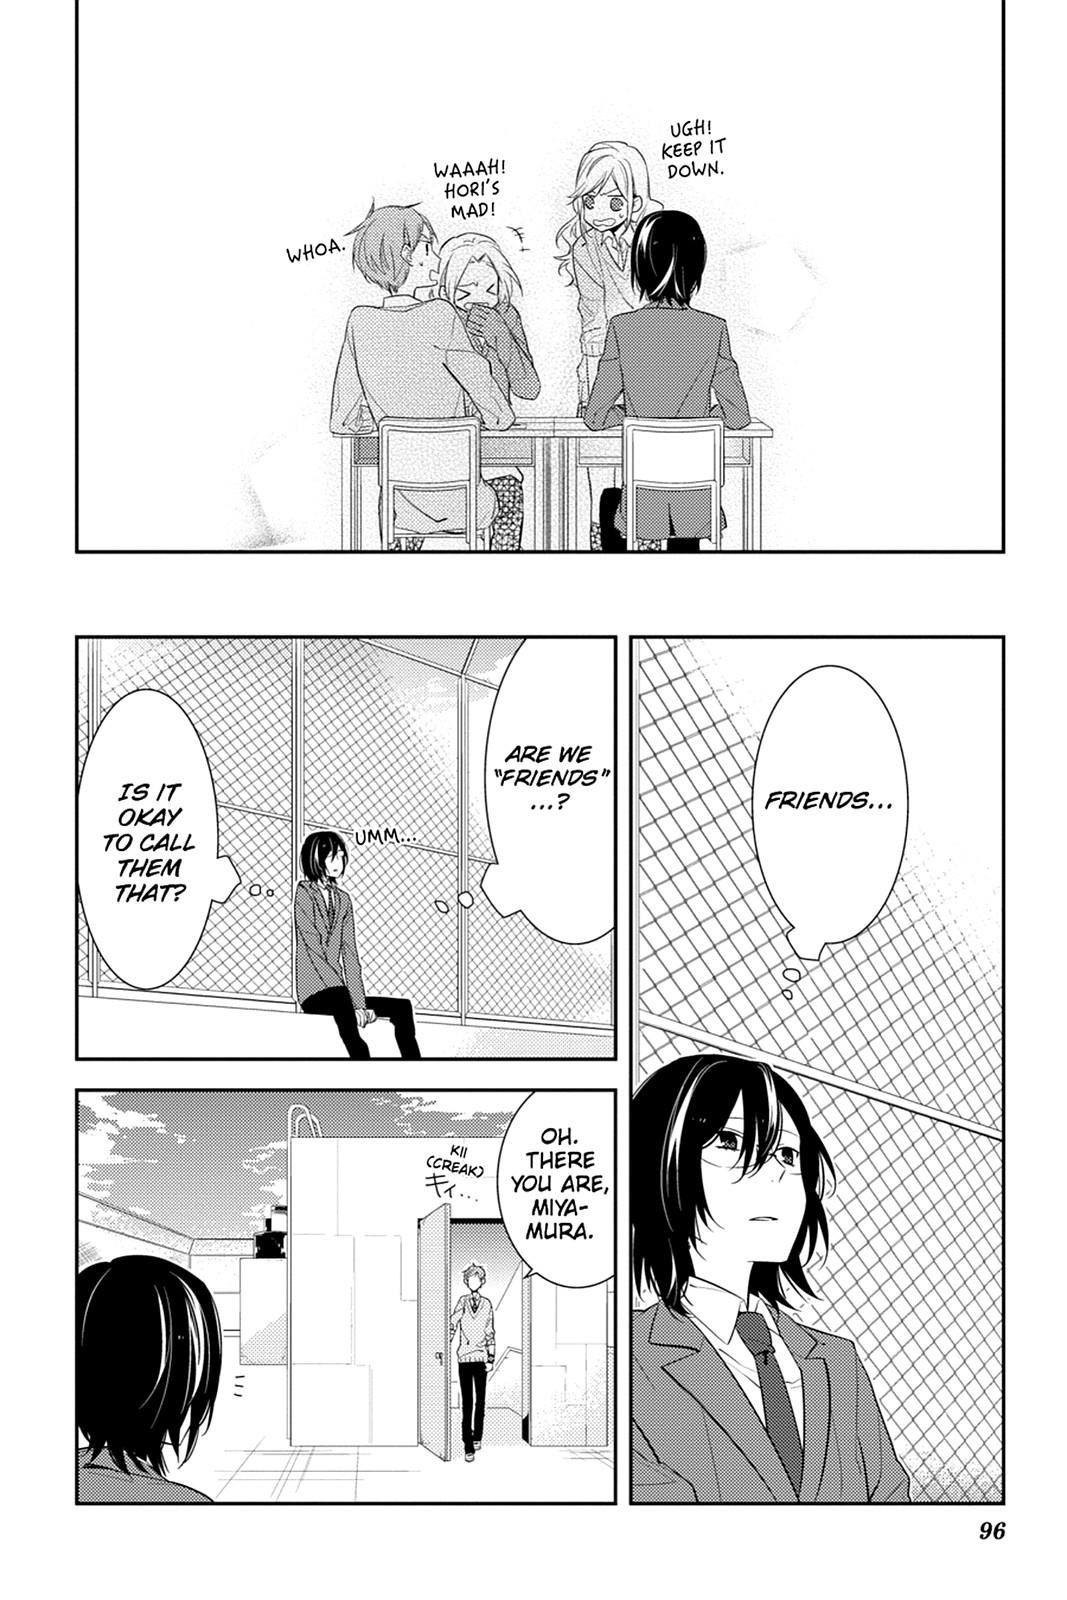 UGH!
KEEP IT
DOWN.
WAAAH!
HORI'S
MAD!
WHOA.
FRIENDS...
ARE WE
"FRIENDS"
...?
UMM...
IS IT
OKAY
TO CALL
THEM
THAT?
OH.
THERE
YOU ARE,
MIYA-
MURA.
KII
(CREAK)
キィ...
96